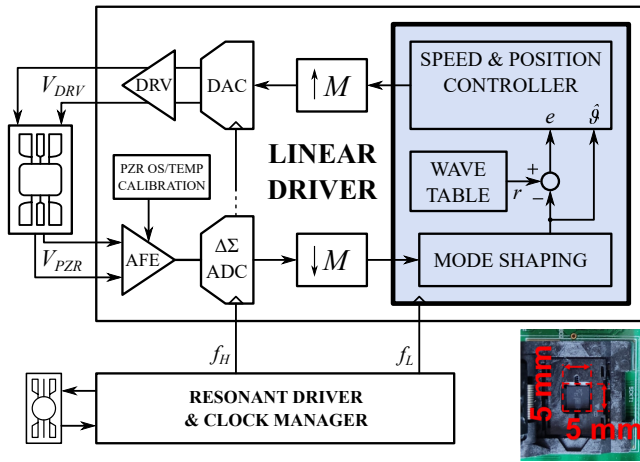 V_DRV
DRV
DAC
↑M
SPEED & POSITION
CONTROLLER
e
ϑ̂
PZR OS/TEMP
CALIBRATION
LINEAR
DRIVER
WAVE
TABLE
r
+
−
V_PZR
AFE
ΔΣ
ADC
↓M
MODE SHAPING
f_H
f_L
RESONANT DRIVER
& CLOCK MANAGER
5 mm
5 mm